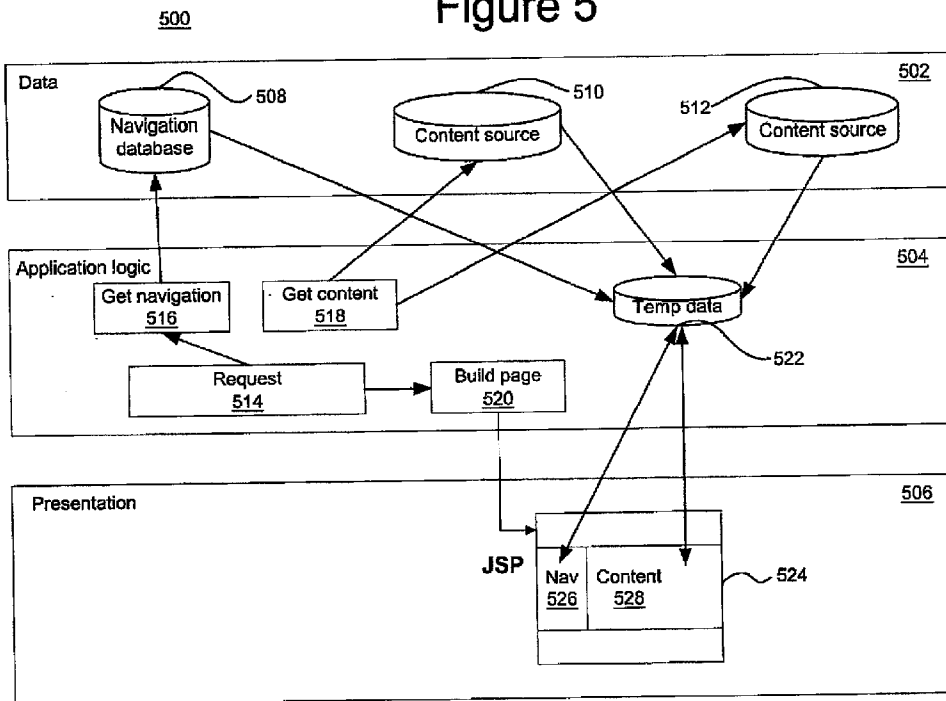 Figure 5
500
Data
502
508
510
512
Navigation
database
Content source
Content source
Application logic
504
Get navigation
516
Get content
518
Temp data
522
Request
514
Build page
520
Presentation
506
JSP
Nav
526
Content
528
524